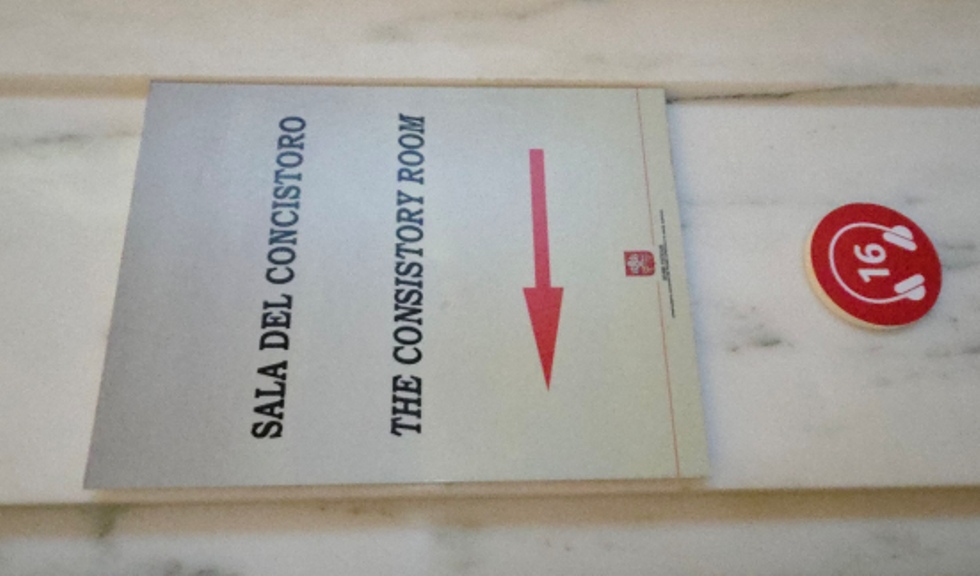 SALA DEL CONCISTORO
THE CONSISTORY ROOM
16